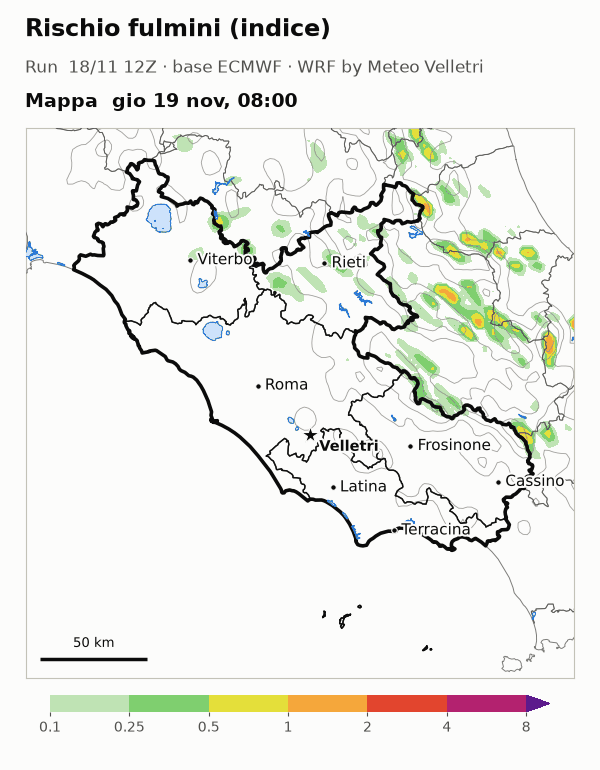 Rischio fulmini (indice)
Run  18/11 12Z · base ECMWF · WRF by Meteo Velletri
Mappa  gio 19 nov, 08:00
Viterbo
Rieti
Roma
Velletri
Frosinone
Latina
Cassino
Terracina
50 km
0.1 0.25 0.5 1 2 4 8